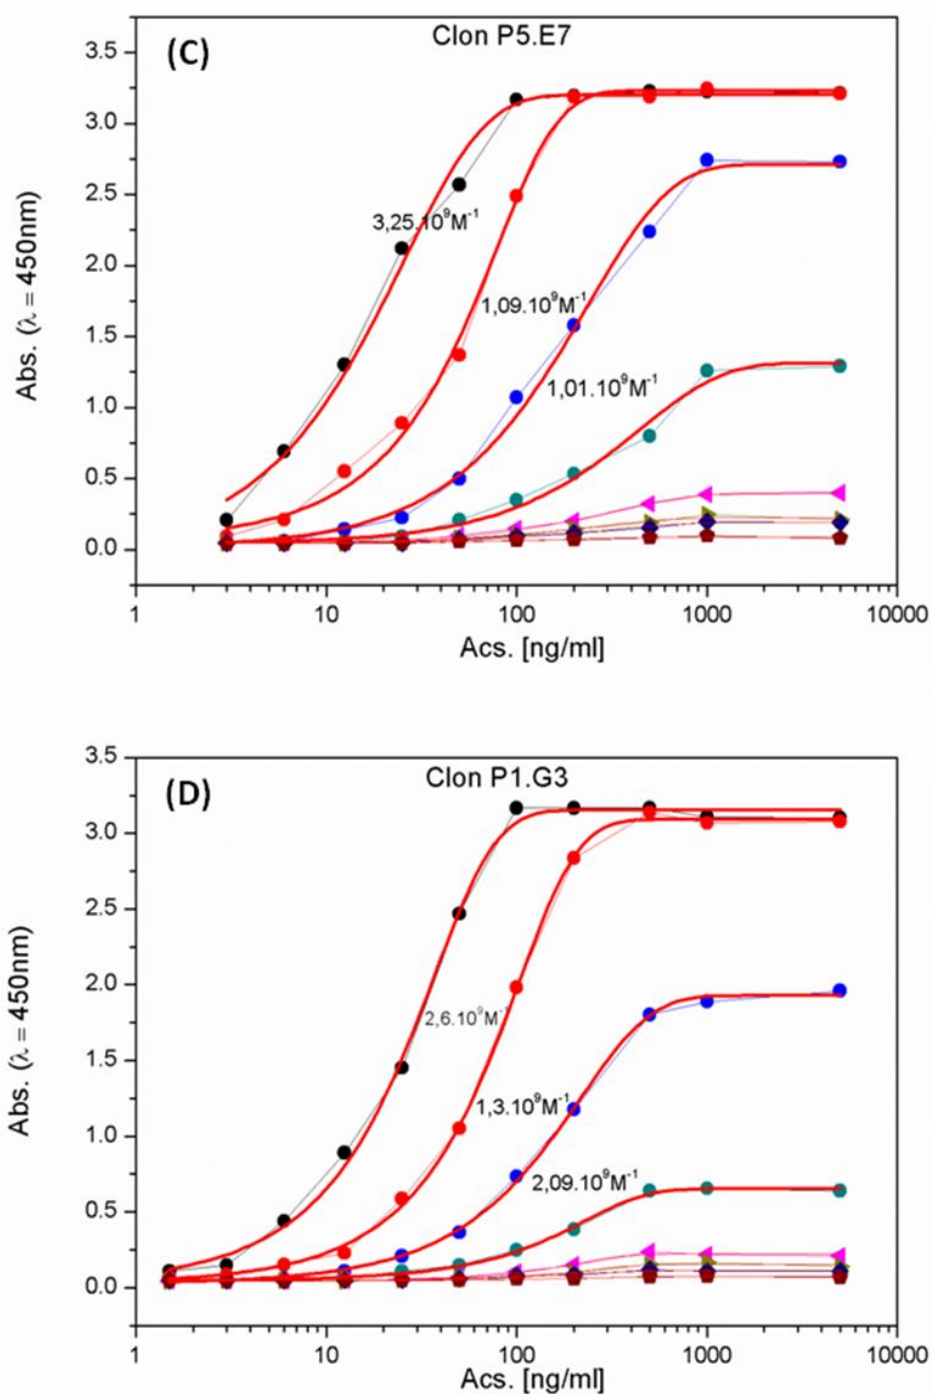 (C)
Clon P5.E7
3.5
3.0
2.5
2.0
1.5
1.0
0.5
0.0
Abs. (λ = 450nm)
3,25.10⁹M⁻¹
1,09.10⁹M⁻¹
1,01.10⁹M⁻¹
1 10 100 1000 10000
Acs. [ng/ml]
(D)
Clon P1.G3
3.5
3.0
2.5
2.0
1.5
1.0
0.5
0.0
Abs. (λ = 450nm)
2,6.10⁹M⁻¹
1,3.10⁹M⁻¹
2,09.10⁹M⁻¹
1 10 100 1000 10000
Acs. [ng/ml]